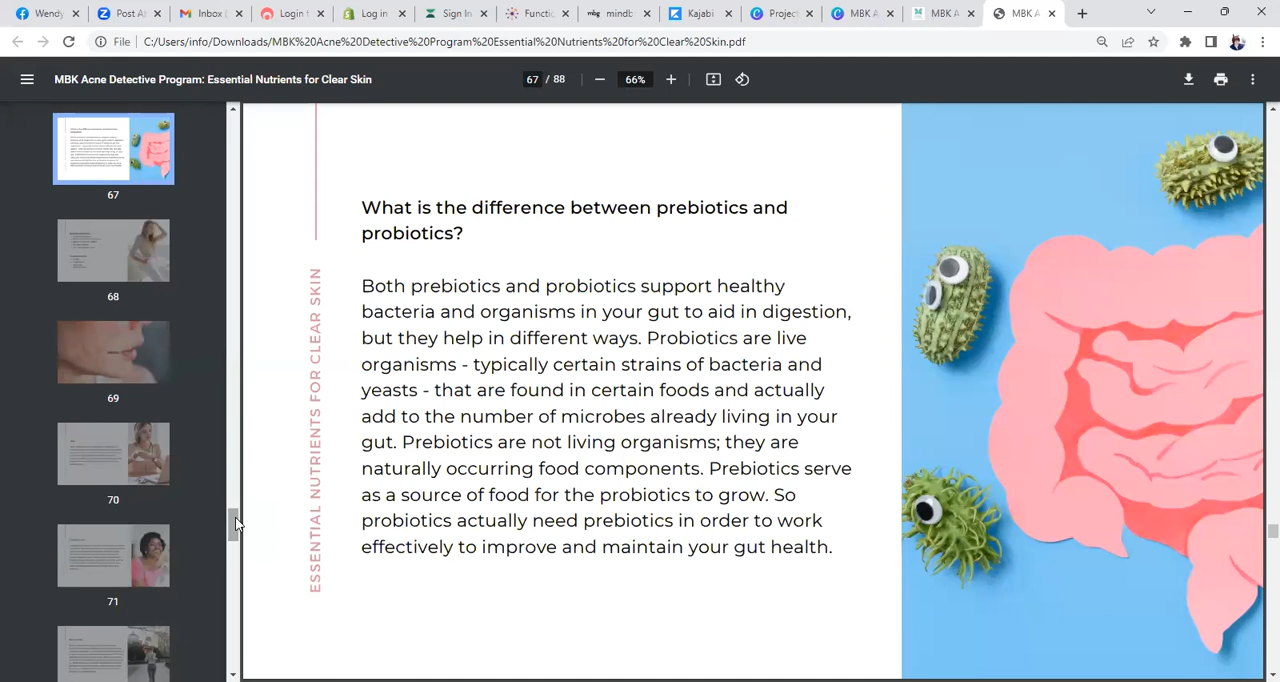 Wendy
Post A
Inbox (
Login t
Log in
Sign In
Functi
mbg mindb
Kajabi
Project
MBK A
MBK A
MBK A
File C:/Users/info/Downloads/MBK%20Acne%20Detective%20Program%20Essential%20Nutrients%20for%20Clear%20Skin.pdf
MBK Acne Detective Program: Essential Nutrients for Clear Skin
67 / 88
66%
67
68
69
70
71
ESSENTIAL NUTRIENTS FOR CLEAR SKIN
What is the difference between prebiotics and
probiotics?
Both prebiotics and probiotics support healthy
bacteria and organisms in your gut to aid in digestion,
but they help in different ways. Probiotics are live
organisms - typically certain strains of bacteria and
yeasts - that are found in certain foods and actually
add to the number of microbes already living in your
gut. Prebiotics are not living organisms; they are
naturally occurring food components. Prebiotics serve
as a source of food for the probiotics to grow. So
probiotics actually need prebiotics in order to work
effectively to improve and maintain your gut health.